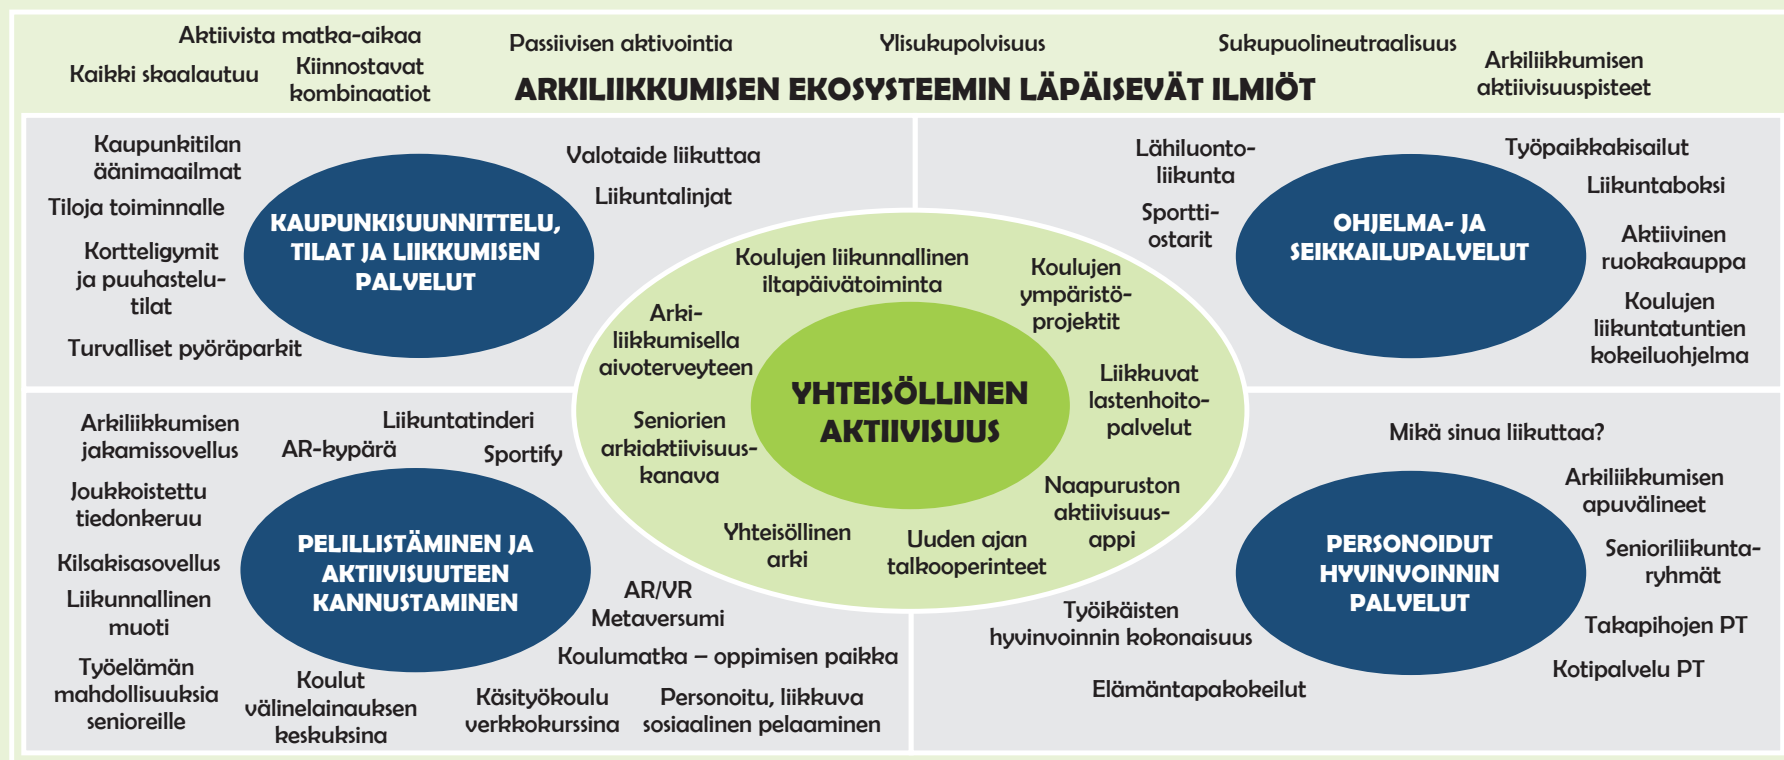 Aktiivista matka-aikaa
Passiivisen aktivointia
Ylisukupolvisuus
Sukupuolineutraalisuus
Kaikki skaalautuu
Kiinnostavat
kombinaatiot
Arkiliikkumisen
aktiivisuuspisteet
ARKILIIKKUMISEN EKOSYSTEEMIN LÄPÄISEVÄT ILMIÖT
Kaupunkitilan
äänimaailmat
Valotaide liikuttaa
Liikuntalinjat
Tiloja toiminnalle
KAUPUNKISUUNNITTELU,
TILAT JA LIIKKUMISEN
PALVELUT
Kortteligymit
ja puuhastelu-
tilat
Turvalliset pyöräparkit
Lähiluonto-
liikunta
Työpaikkakisailut
Liikuntaboksi
Sportti-
ostarit
OHJELMA- JA
SEIKKAILUPALVELUT
Aktiivinen
ruokakauppa
Koulujen
liikuntatuntien
kokeiluohjelma
Koulujen liikunnallinen
iltapäivätoiminta
Koulujen
ympäristö-
projektit
Arki-
liikkumisella
aivoterveyteen
YHTEISÖLLINEN
AKTIIVISUUS
Liikkuvat
lastenhoito-
palvelut
Seniorien
arkiaktiivisuus-
kanava
Naapuruston
aktiivisuus-
appi
Yhteisöllinen
arki
Uuden ajan
talkooperinteet
Arkiliikkumisen
jakamissovellus
Liikuntatinderi
AR-kypärä
Sportify
Joukkoistettu
tiedonkeruu
PELILLISTÄMINEN JA
AKTIIVISUUTEEN
KANNUSTAMINEN
Kilsakisasovellus
Liikunnallinen
muoti
AR/VR
Metaversumi
Koulumatka – oppimisen paikka
Työelämän
mahdollisuuksia
senioreille
Koulut
välinelainauksen
keskuksina
Käsityökoulu
verkkokurssina
Personoitu, liikkuva
sosiaalinen pelaaminen
Mikä sinua liikuttaa?
Arkiliikkumisen
apuvälineet
PERSONOIDUT
HYVINVOINNIN
PALVELUT
Senioriliikunta-
ryhmät
Työikäisten
hyvinvoinnin kokonaisuus
Takapihojen PT
Kotipalvelu PT
Elämäntapakokeilut